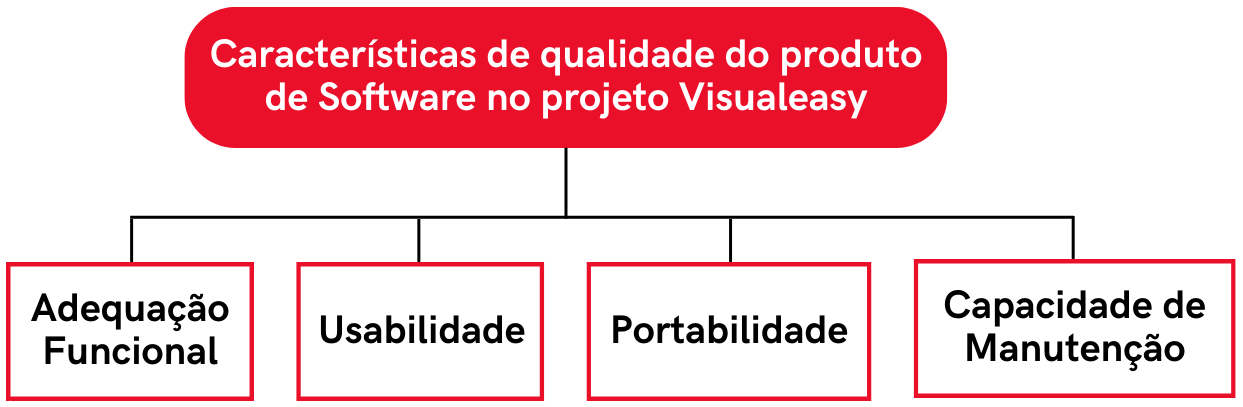 Características de qualidade do produto
de Software no projeto Visualeasy
Adequação
Funcional
Usabilidade
Portabilidade
Capacidade de
Manutenção